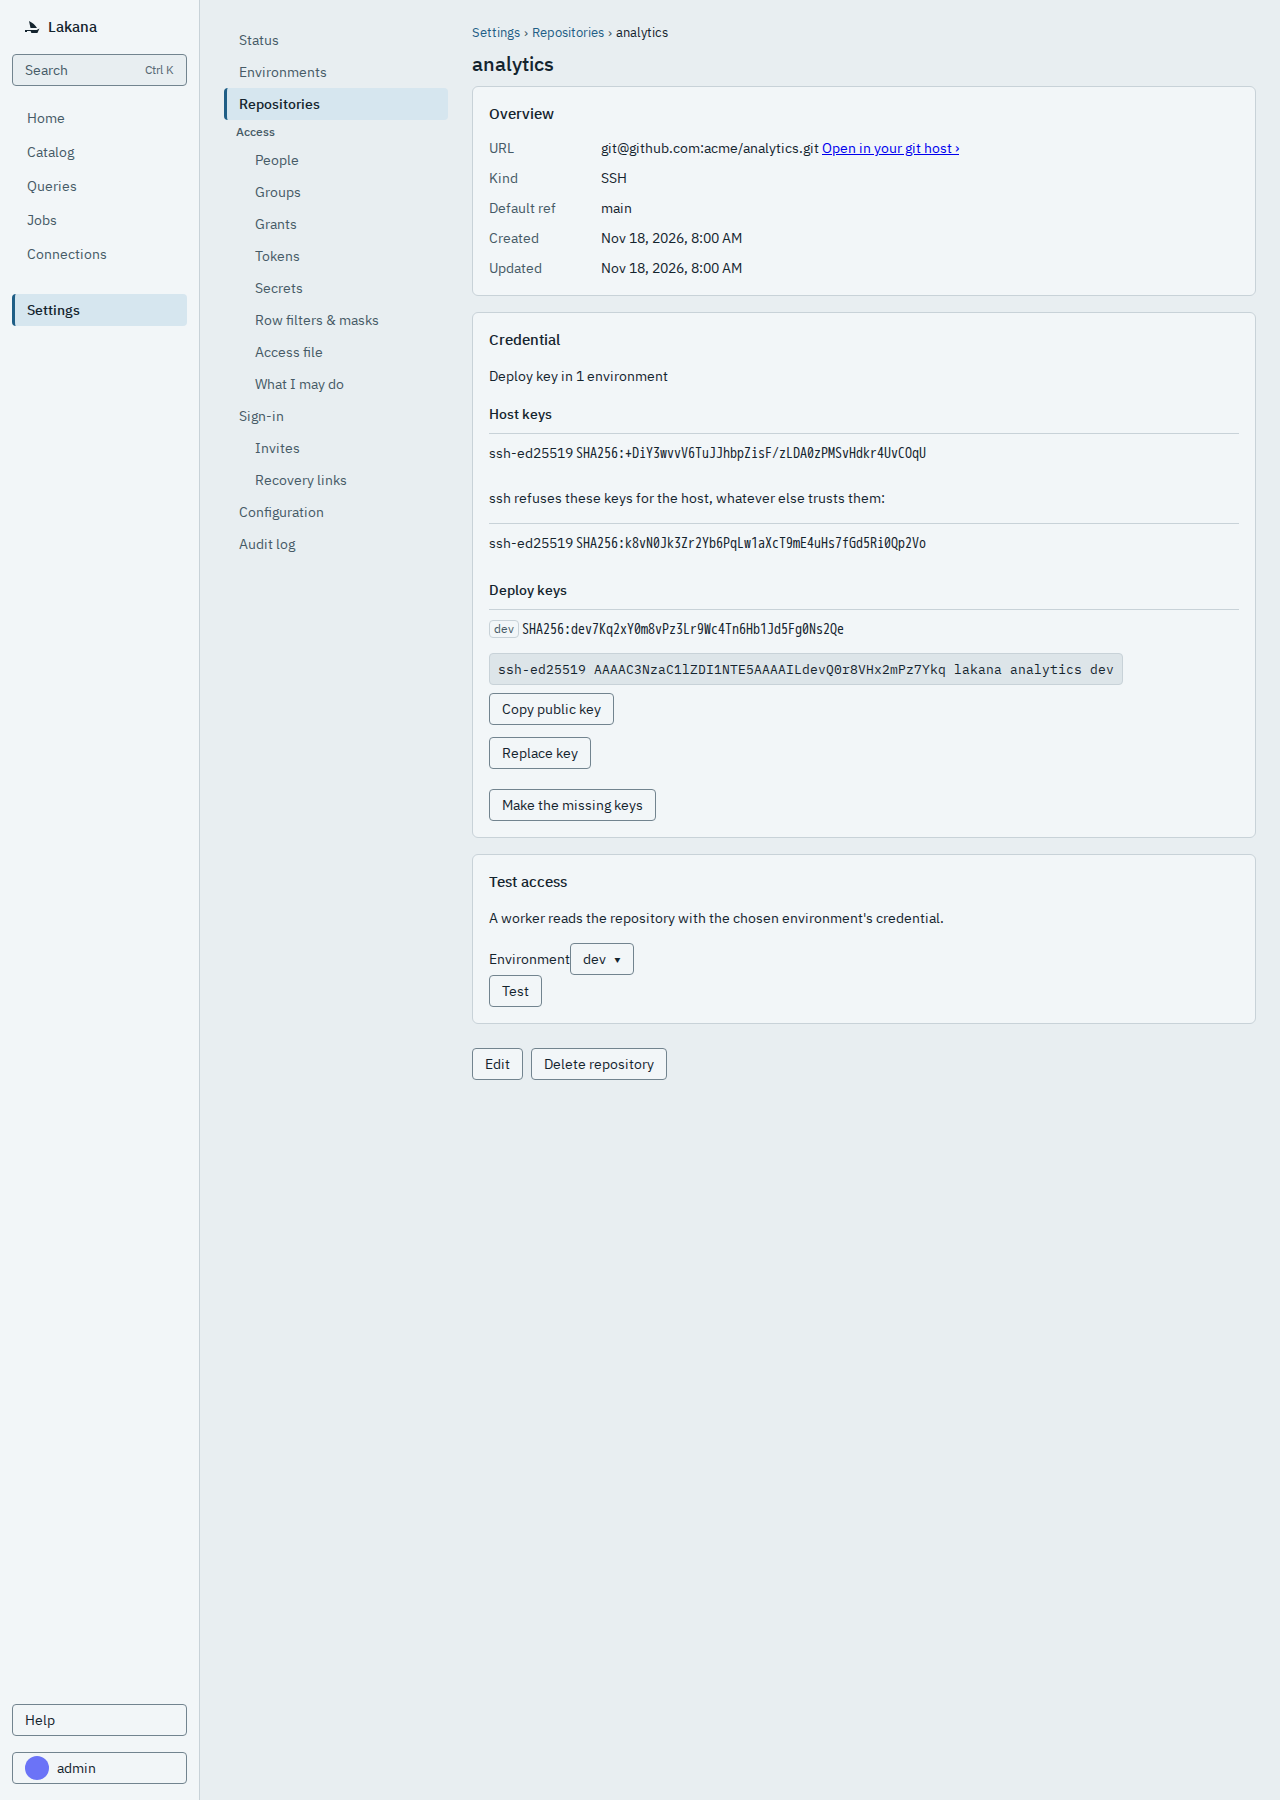 Lakana
Search Ctrl K
Home
Catalog
Queries
Jobs
Connections
Settings
Help
admin
Status
Environments
Repositories
Access
People
Groups
Grants
Tokens
Secrets
Row filters & masks
Access file
What I may do
Sign-in
Invites
Recovery links
Configuration
Audit log
Settings › Repositories › analytics
analytics
Overview
URL git@github.com:acme/analytics.git Open in your git host ›
Kind SSH
Default ref main
Created Nov 18, 2026, 8:00 AM
Updated Nov 18, 2026, 8:00 AM
Credential
Deploy key in 1 environment
Host keys
ssh-ed25519 SHA256:+DiY3wvvV6TuJJhbpZisF/zLDA0zPMSvHdkr4UvCOqU
ssh refuses these keys for the host, whatever else trusts them:
ssh-ed25519 SHA256:k8vN0Jk3Zr2Yb6PqLw1aXcT9mE4uHs7fGd5Ri0Qp2Vo
Deploy keys
dev SHA256:dev7Kq2xY0m8vPz3Lr9Wc4Tn6Hb1Jd5Fg0Ns2Qe
ssh-ed25519 AAAAC3NzaC1lZDI1NTE5AAAAILdevQ0r8VHx2mPz7Ykq lakana analytics dev
Copy public key
Replace key
Make the missing keys
Test access
A worker reads the repository with the chosen environment's credential.
Environment dev
Test
Edit Delete repository